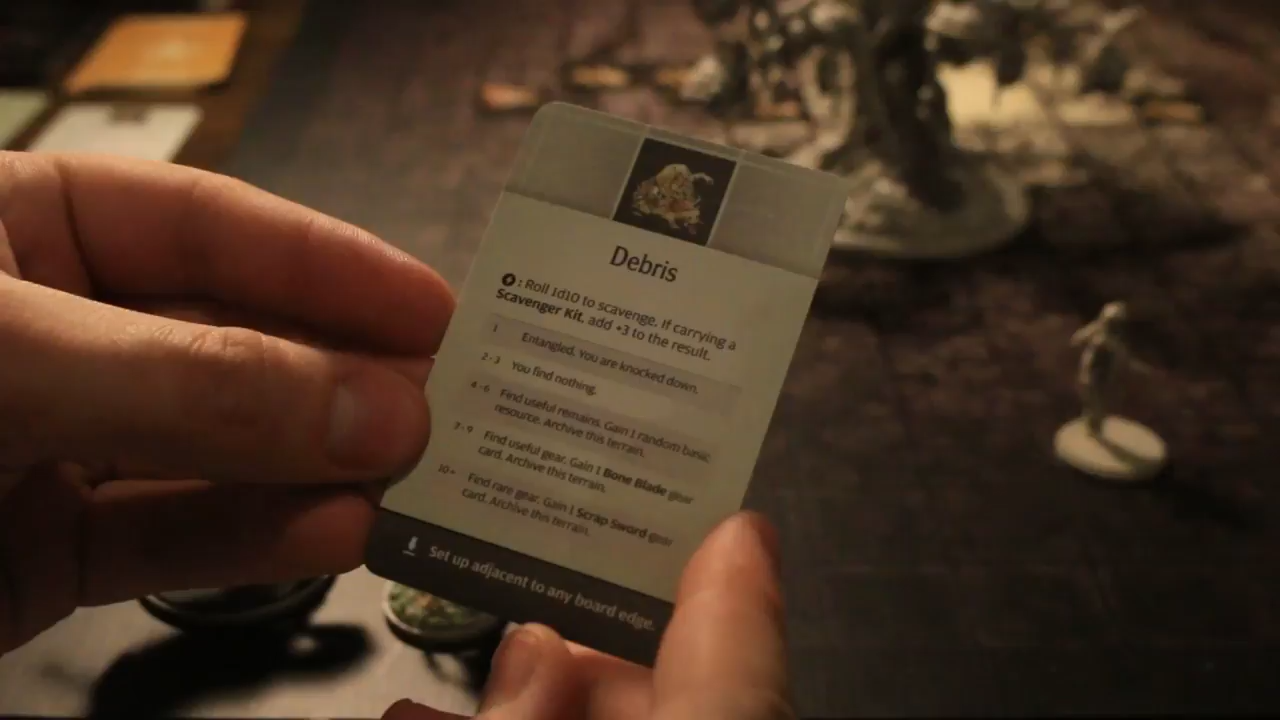 Debris
: Roll 1d10 to scavenge. If carrying a
Scavenger Kit, add +3 to the result.
1 Entangled. You are knocked down.
2-3 You find nothing.
4-6 Find useful remains. Gain 1 random basic
resource. Archive this terrain.
7-9 Find useful gear. Gain 1 Bone Blade gear
card. Archive this terrain.
10+ Find rare gear. Gain 1 Scrap Sword gear
card. Archive this terrain.
Set up adjacent to any board edge.